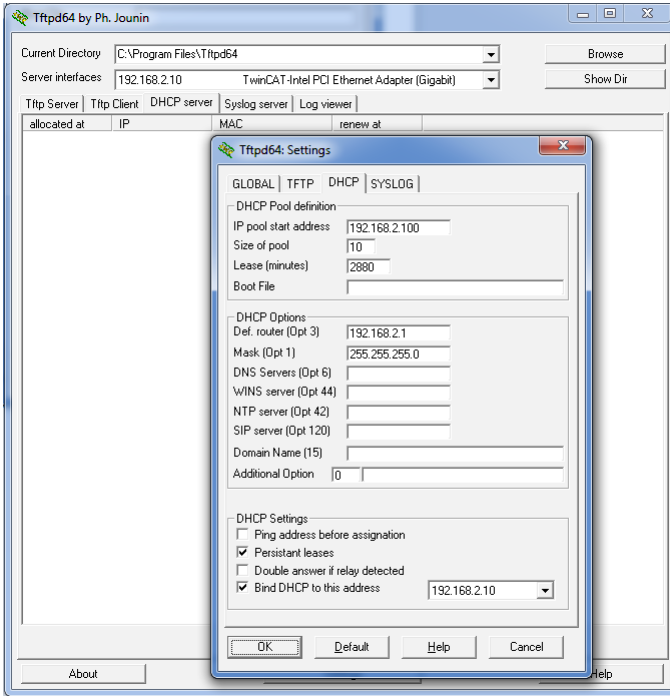 Tftpd64 by Ph. Jounin
Current Directory C:\Program Files\Tftpd64 Browse
Server interfaces 192.168.2.10 TwinCAT-Intel PCI Ethernet Adapter (Gigabit) Show Dir
Tftp Server Tftp Client DHCP server Syslog server Log viewer
allocated at IP MAC renew at
Tftpd64: Settings
GLOBAL TFTP DHCP SYSLOG
DHCP Pool definition
IP pool start address 192.168.2.100
Size of pool 10
Lease (minutes) 2880
Boot File
DHCP Options
Def. router (Opt 3) 192.168.2.1
Mask (Opt 1) 255.255.255.0
DNS Servers (Opt 6)
WINS server (Opt 44)
NTP server (Opt 42)
SIP server (Opt 120)
Domain Name (15)
Additional Option 0
DHCP Settings
Ping address before assignation
Persistant leases
Double answer if relay detected
Bind DHCP to this address 192.168.2.10
OK Default Help Cancel
About Help